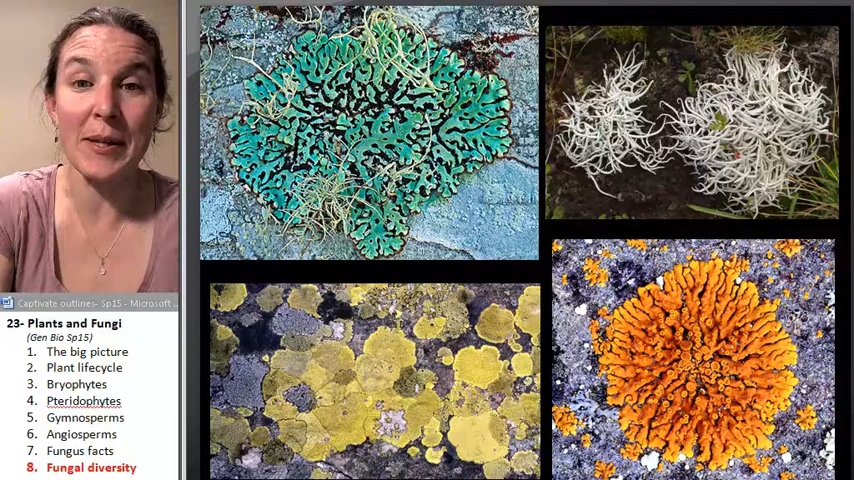 Captivate outlines- Sp15 - Microsoft ...
23- Plants and Fungi
(Gen Bio Sp15)
1. The big picture
2. Plant lifecycle
3. Bryophytes
4. Pteridophytes
5. Gymnosperms
6. Angiosperms
7. Fungus facts
8. Fungal diversity